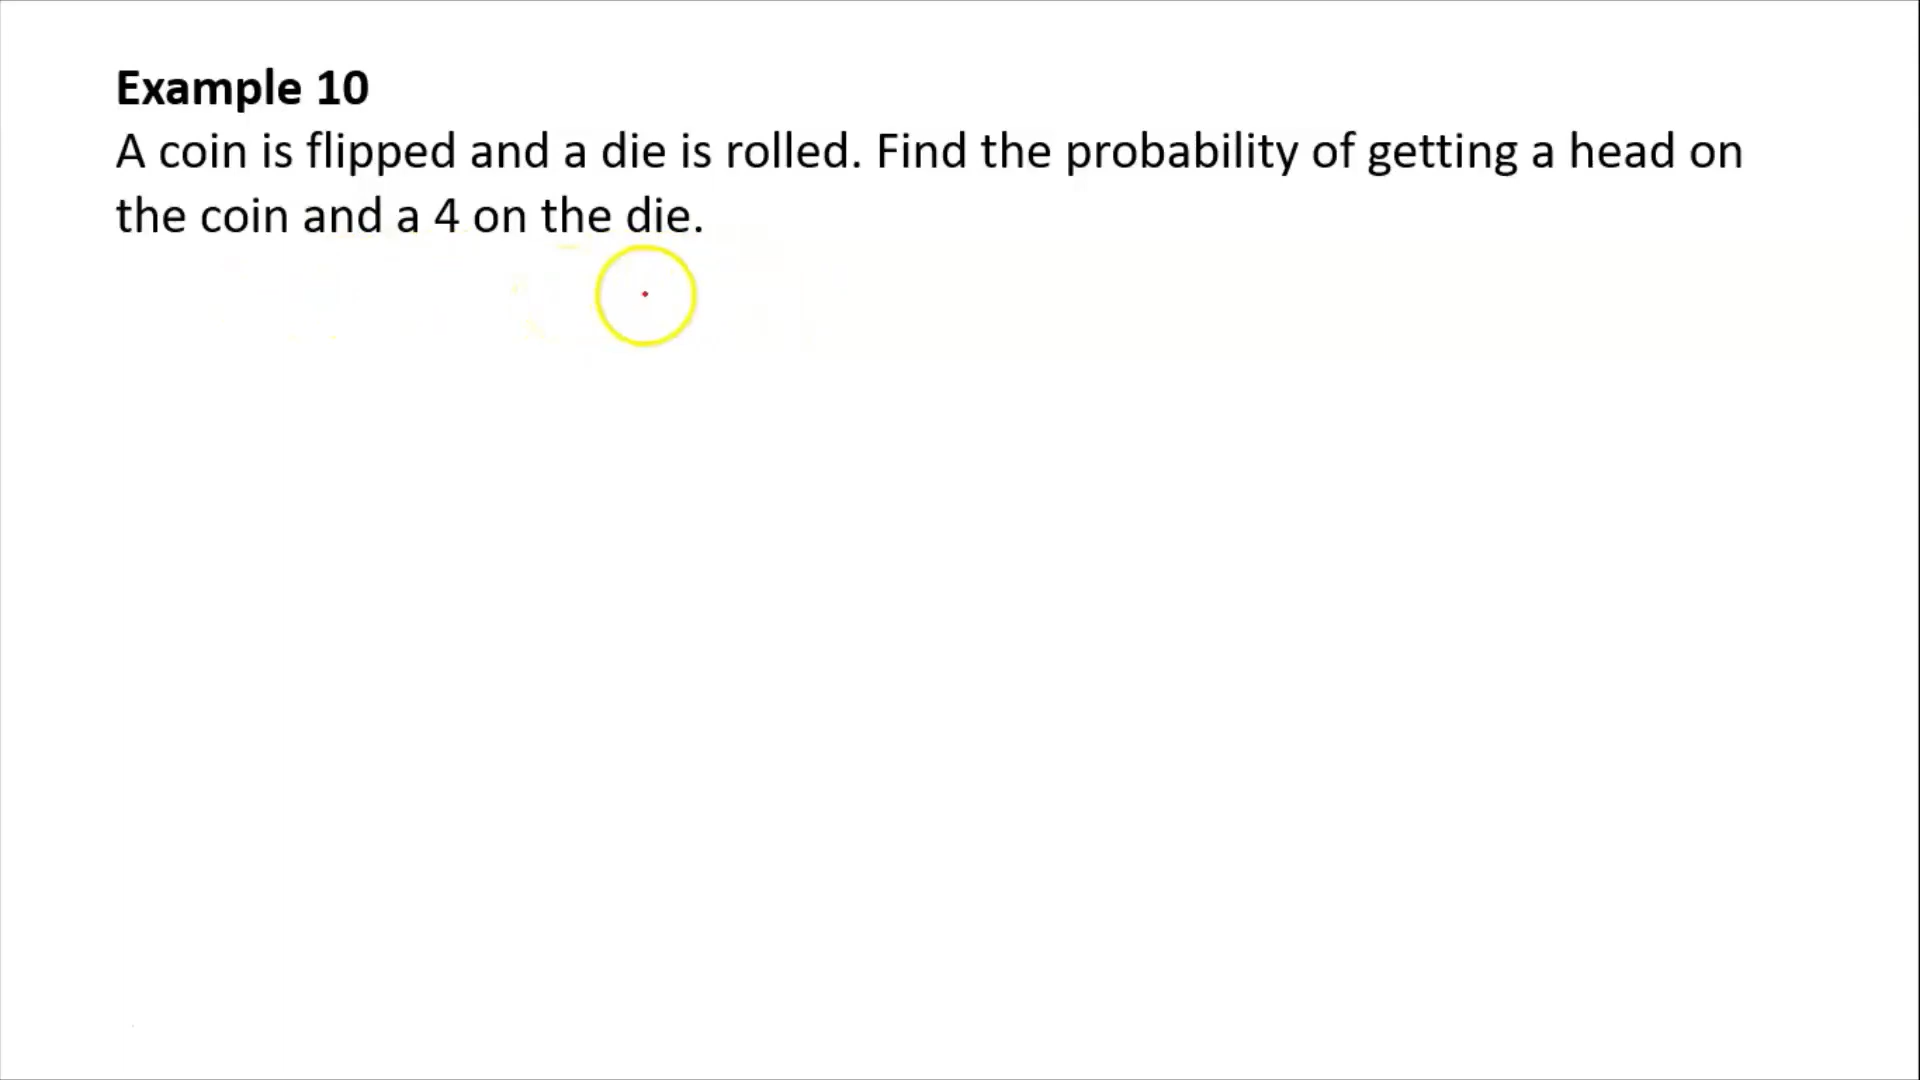 Example 10
A coin is flipped and a die is rolled. Find the probability of getting a head on
the coin and a 4 on the die.